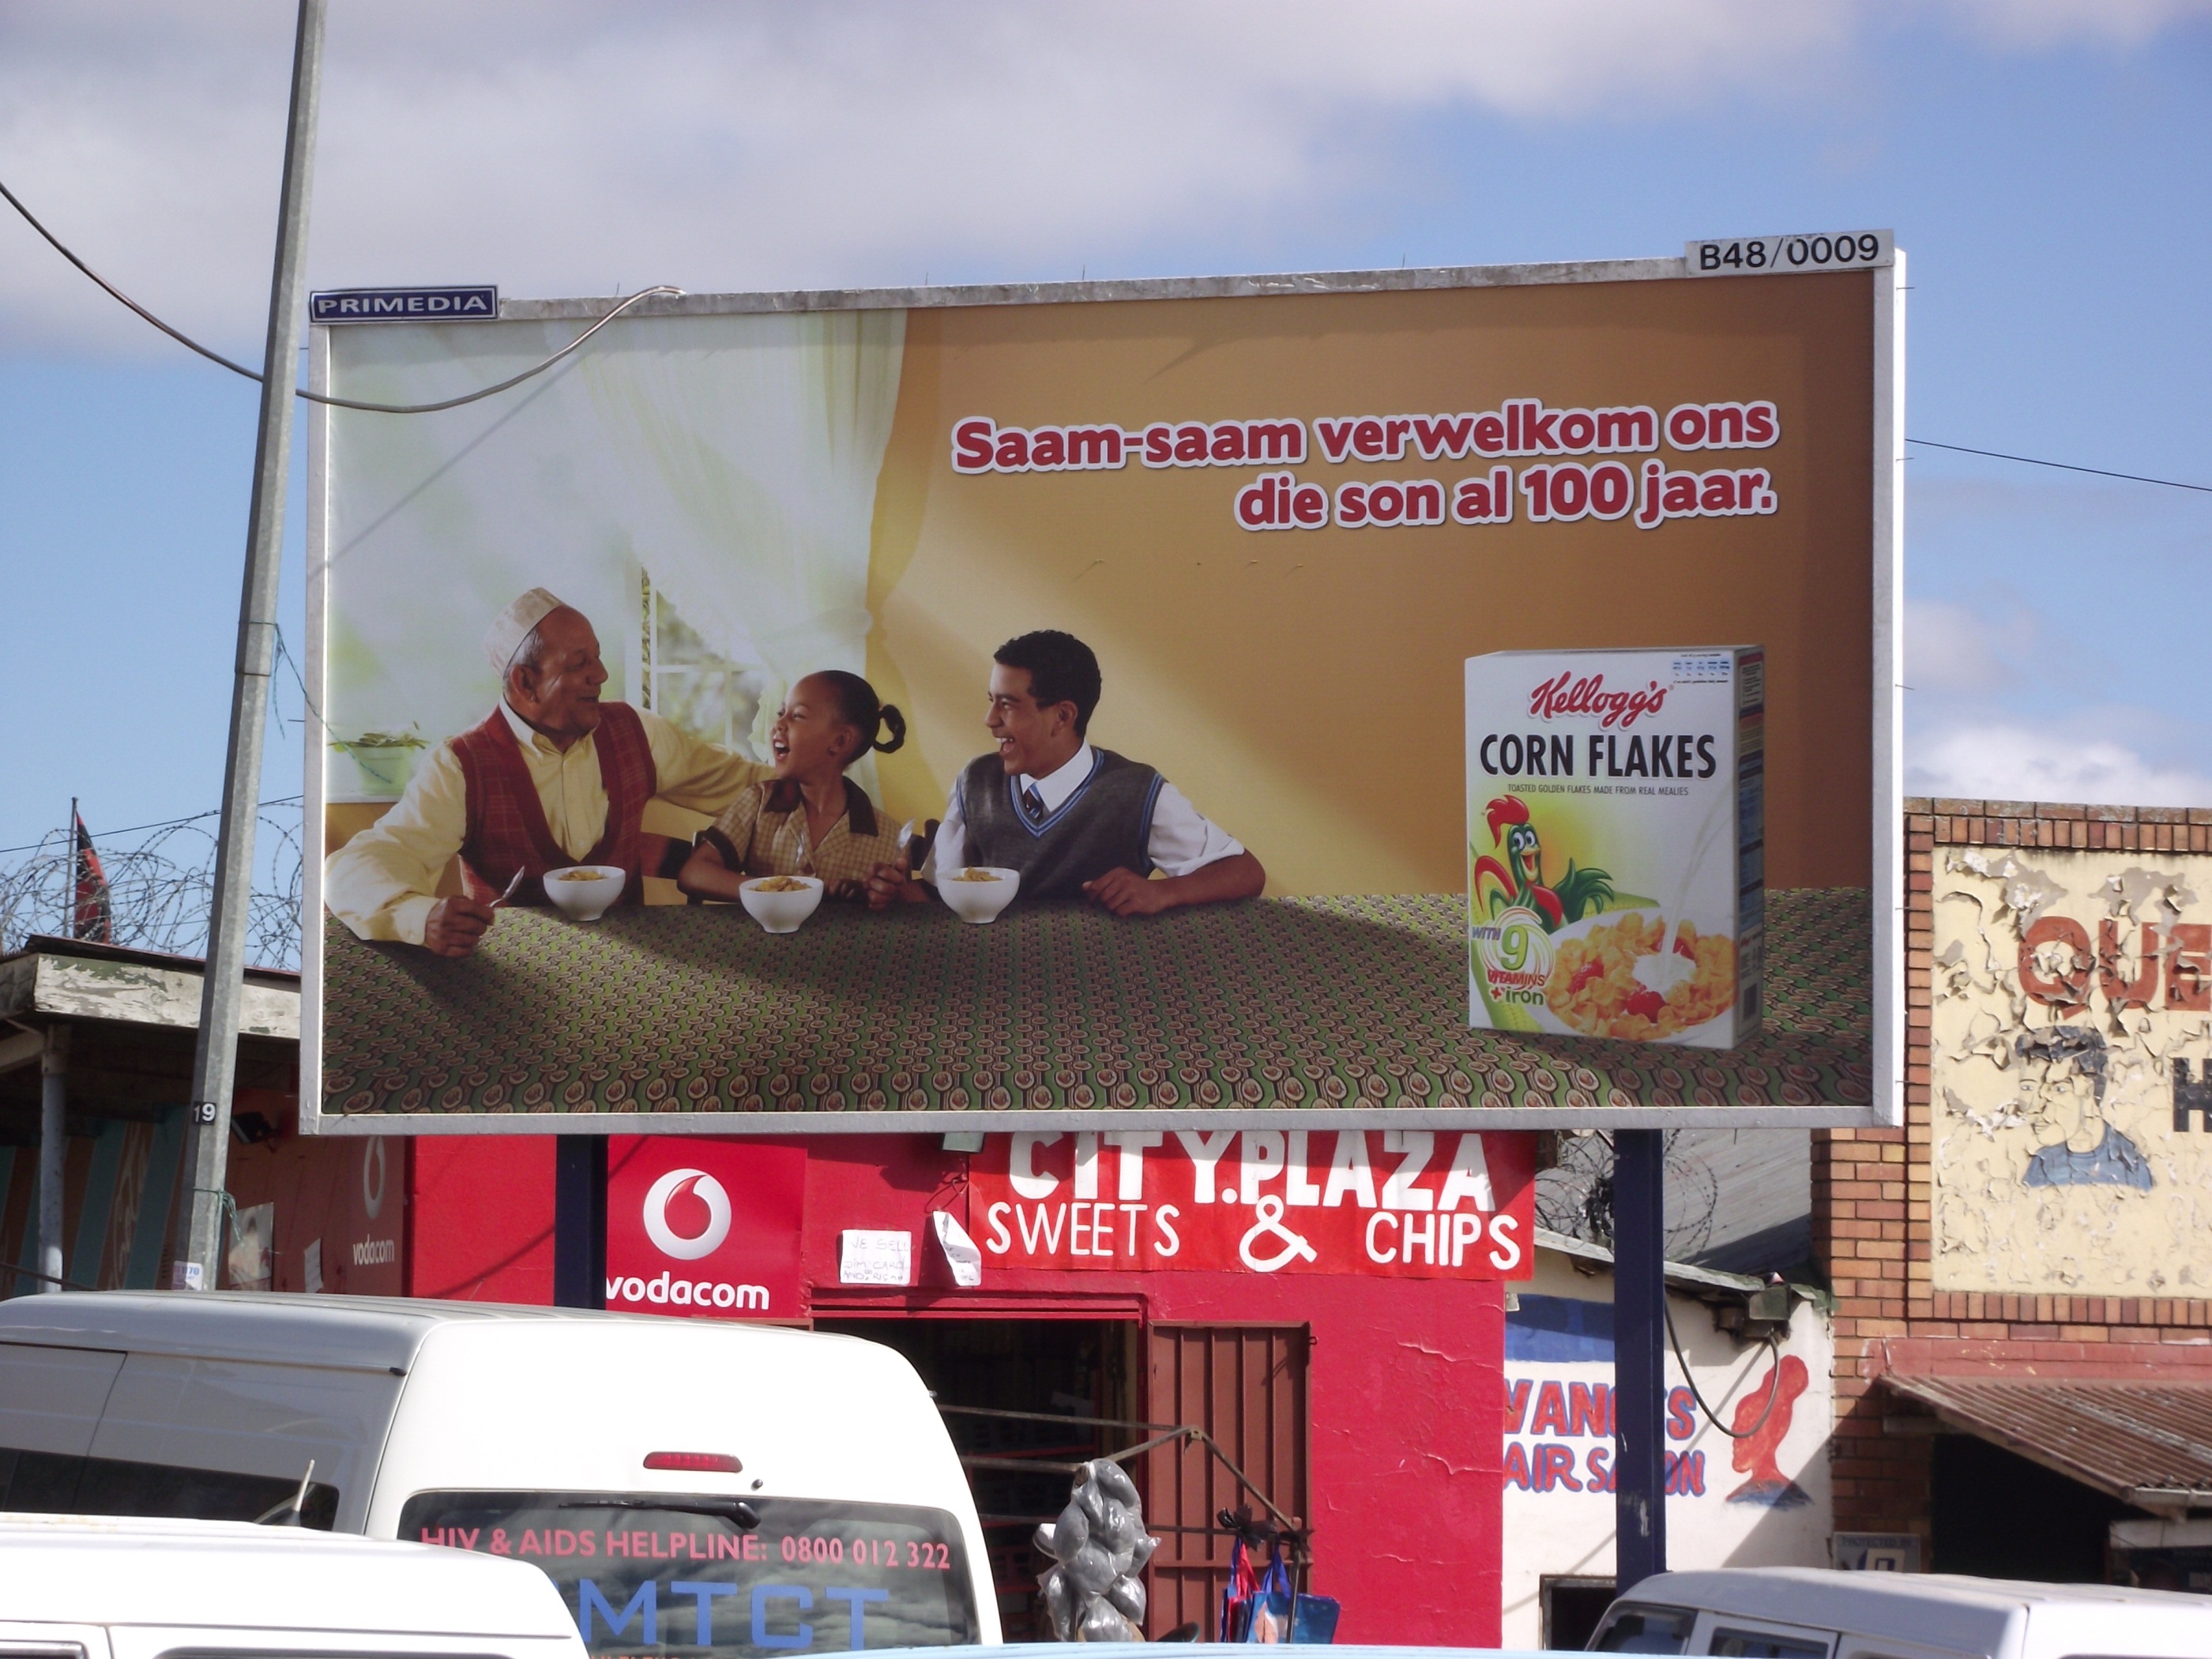 PRIMEDIA
B48/0009
Saam-saam verwelkom ons
die son al 100 jaar.
Kellogg's
CORN FLAKES
TOASTED GOLDEN FLAKES MADE FROM REAL MEALIES
WITH 9
VITAMINS
+iron
19
CITY.PLAZA
SWEETS & CHIPS
vodacom
vodacom
HIV & AIDS HELPLINE: 0800 012 322
MTCT